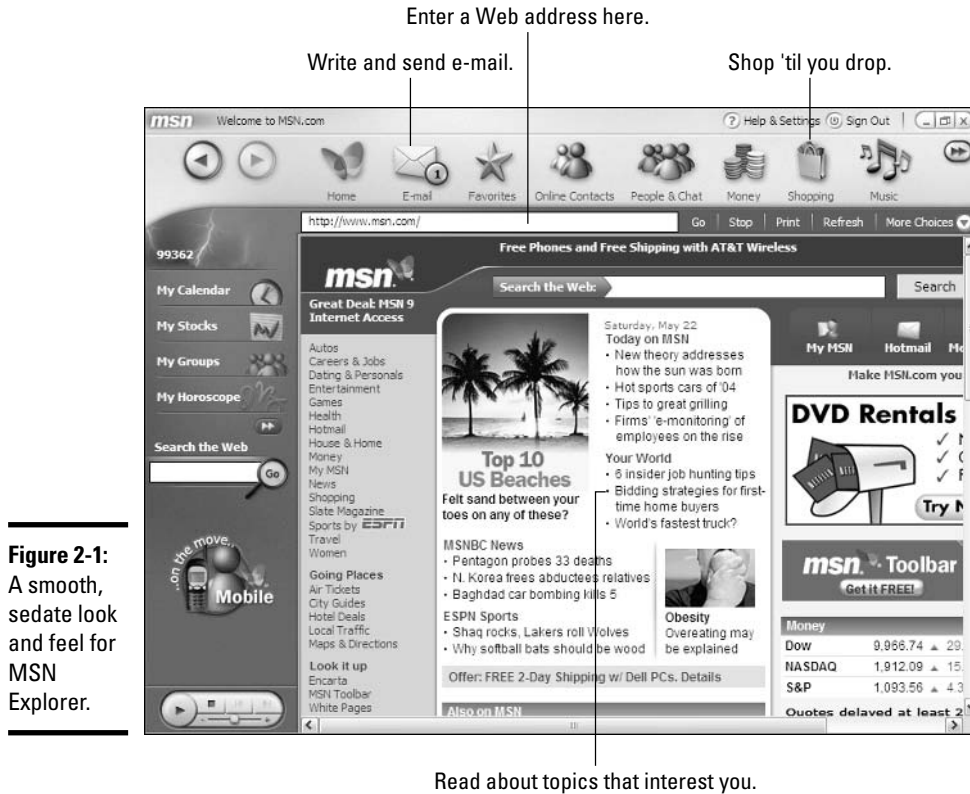 Enter a Web address here.
Write and send e-mail.
Shop 'til you drop.
msn Welcome to MSN.com
Help & Settings Sign Out
1
Home E-mail Favorites Online Contacts People & Chat Money Shopping Music
http://www.msn.com/ Go Stop Print Refresh More Choices
99362
My Calendar
My Stocks
My Groups
My Horoscope
Search the Web
Go
...on the move...
Mobile
Free Phones and Free Shipping with AT&T Wireless
msn
Search the Web: Search
Great Deal: MSN 9
Internet Access
Autos
Careers & Jobs
Dating & Personals
Entertainment
Games
Health
Hotmail
House & Home
Money
My MSN
News
Shopping
Slate Magazine
Sports by ESPN
Travel
Women
Going Places
Air Tickets
City Guides
Hotel Deals
Local Traffic
Maps & Directions
Look it up
Encarta
MSN Toolbar
White Pages
Top 10
US Beaches
Felt sand between your
toes on any of these?
Saturday, May 22
Today on MSN
· New theory addresses
how the sun was born
· Hot sports cars of '04
· Tips to great grilling
· Firms' 'e-monitoring' of
employees on the rise
Your World
· 6 insider job hunting tips
· Bidding strategies for first-
time home buyers
· World's fastest truck?
MSNBC News
· Pentagon probes 33 deaths
· N. Korea frees abductees relatives
· Baghdad car bombing kills 5
ESPN Sports
· Shaq rocks, Lakers roll Wolves
· Why softball bats should be wood
Obesity
Overeating may
be explained
Offer: FREE 2-Day Shipping w/ Dell PCs. Details
Also on MSN
My MSN Hotmail
Make MSN.com you
DVD Rentals
Try
msn Toolbar
Get it FREE!
Money
Dow 9,966.74 29.
NASDAQ 1,912.09 15.
S&P 1,093.56 4.3
Quotes delayed at least 2
Figure 2-1:
A smooth,
sedate look
and feel for
MSN
Explorer.
Read about topics that interest you.